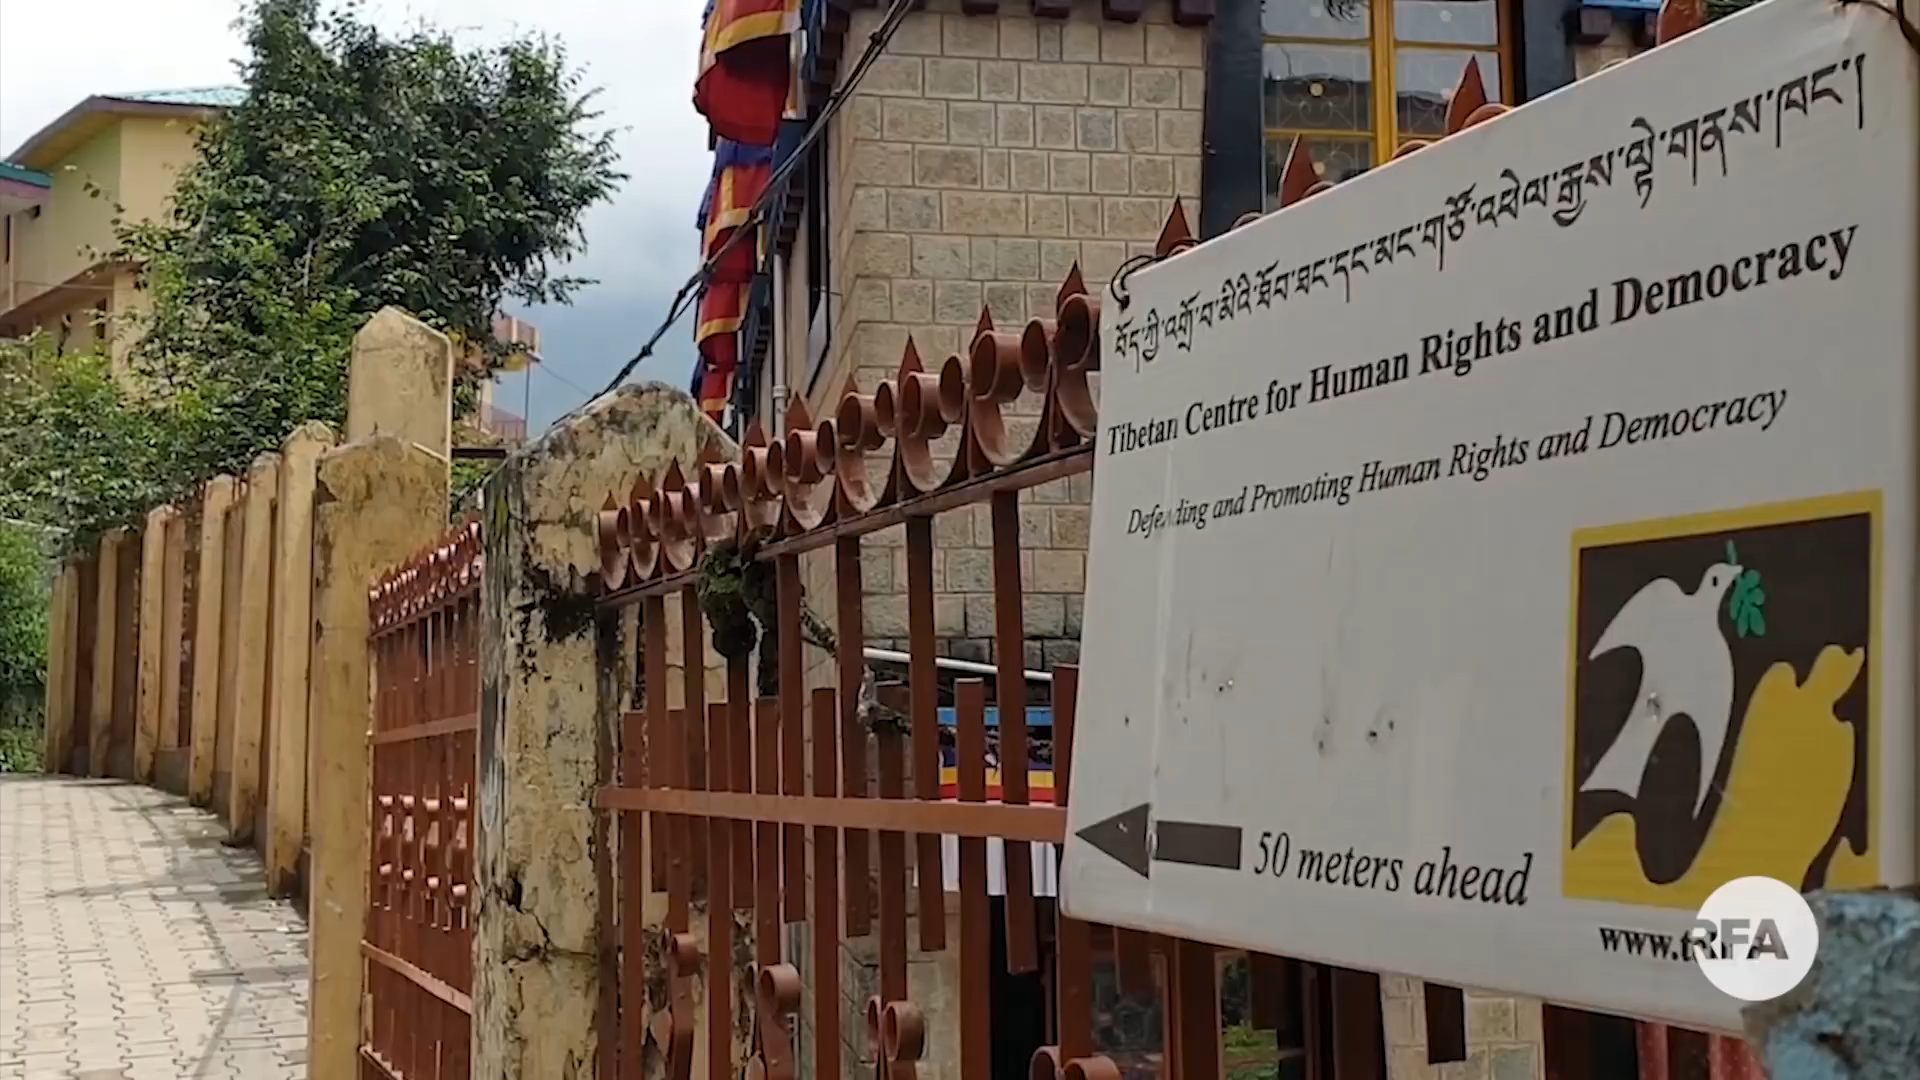 བོད་ཀྱི་འགྲོ་བ་མིའི་ཐོབ་ཐང་དང་མང་གཙོ་འཕེལ་རྒྱས་ལྟེ་གནས་ཁང་།
Tibetan Centre for Human Rights and Democracy
Defending and Promoting Human Rights and Democracy
50 meters ahead
RFA